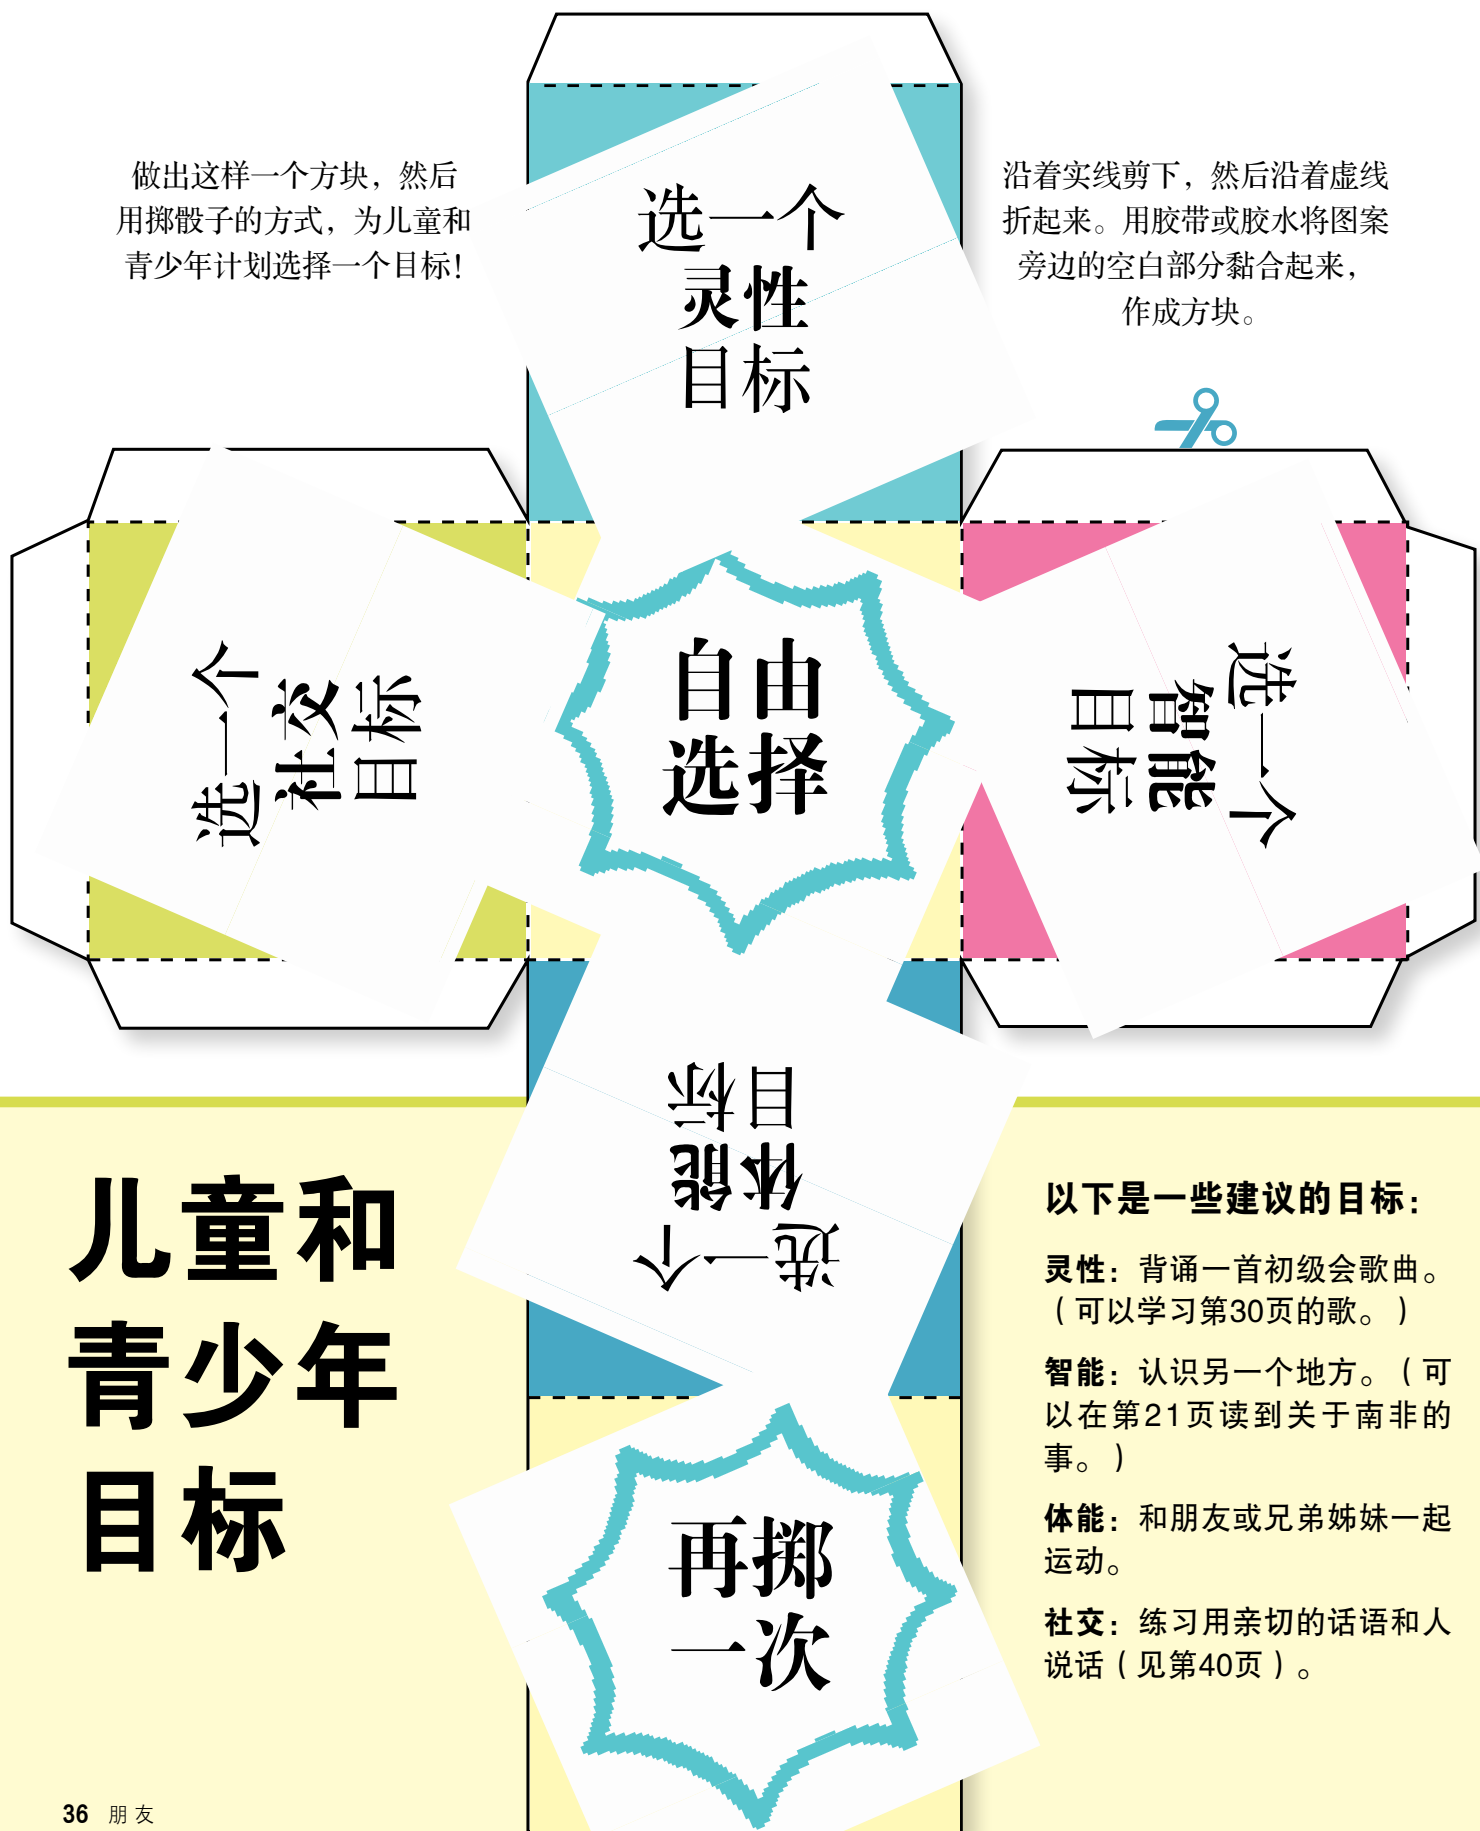 做出这样一个方块，然后
用掷骰子的方式，为儿童和
青少年计划选择一个目标！
沿着实线剪下，然后沿着虚线
折起来。用胶带或胶水将图案
旁边的空白部分黏合起来，
作成方块。
选一个
灵性
目标
选一个
社交
目标
自由
选择
选一个
智能
目标
选一个
体能
目标
再掷
一次
儿童和
青少年
目标
以下是一些建议的目标：
灵性：背诵一首初级会歌曲。
（可以学习第30页的歌。）
智能：认识另一个地方。（可
以在第21页读到关于南非的
事。）
体能：和朋友或兄弟姊妹一起
运动。
社交：练习用亲切的话语和人
说话（见第40页）。
36 朋友